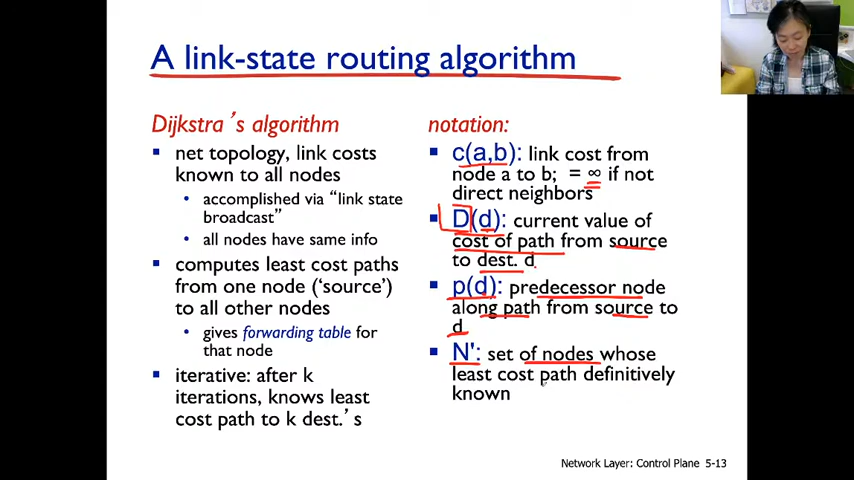 A link-state routing algorithm
Dijkstra's algorithm
net topology, link costs
known to all nodes
accomplished via "link state
broadcast"
all nodes have same info
computes least cost paths
from one node ('source')
to all other nodes
gives forwarding table for
that node
iterative: after k
iterations, knows least
cost path to k dest.'s
notation:
c(a,b): link cost from
node a to b; = ∞ if not
direct neighbors
D(d): current value of
cost of path from source
to dest. d
p(d): predecessor node
along path from source to
d
N': set of nodes whose
least cost path definitively
known
Network Layer: Control Plane 5-13